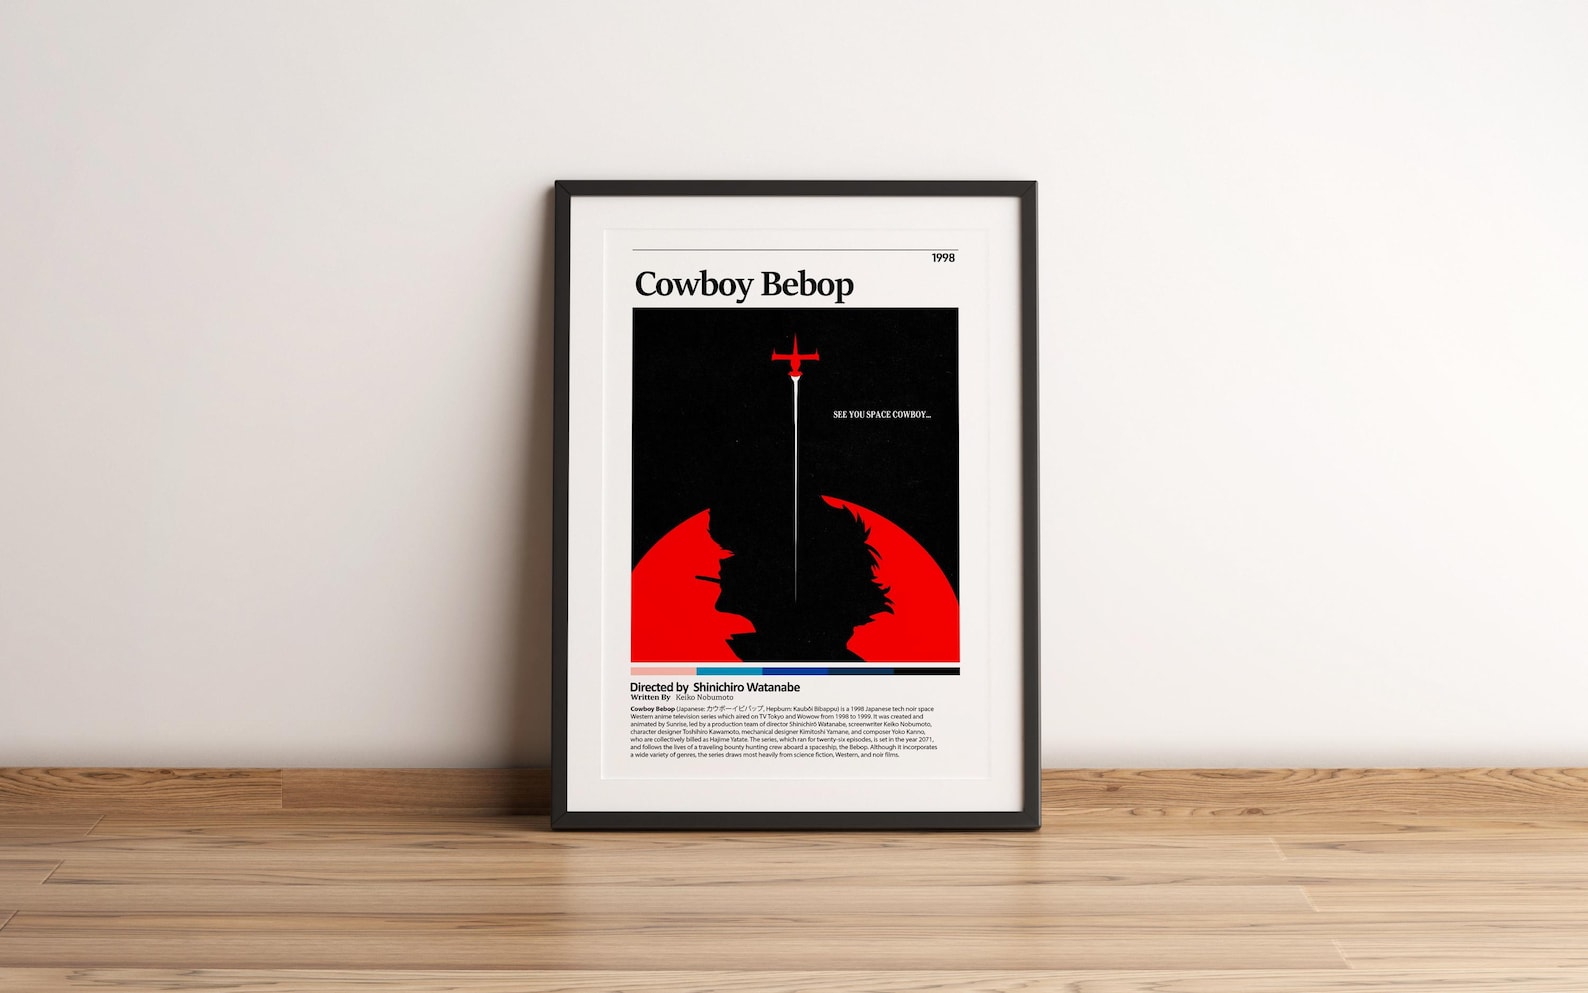 1998
Cowboy Bebop
SEE YOU SPACE COWBOY...
Directed by Shinichiro Watanabe
Written By Keiko Nobumoto
Cowboy Bebop (Japanese: カウボーイビバップ, Hepburn: Kaubōi Bibappu) is a 1998 Japanese tech noir space
Western anime television series which aired on TV Tokyo and Wowow from 1998 to 1999. It was created and
animated by Sunrise, led by a production team of director Shinichirō Watanabe, screenwriter Keiko Nobumoto,
character designer Toshihiro Kawamoto, mechanical designer Kimitoshi Yamane, and composer Yoko Kanno,
who are collectively billed as Hajime Yatate. The series, which ran for twenty-six episodes, is set in the year 2071,
and follows the lives of a traveling bounty hunting crew aboard a spaceship, the Bebop. Although it incorporates
a wide variety of genres, the series draws most heavily from science fiction, Western, and noir films.